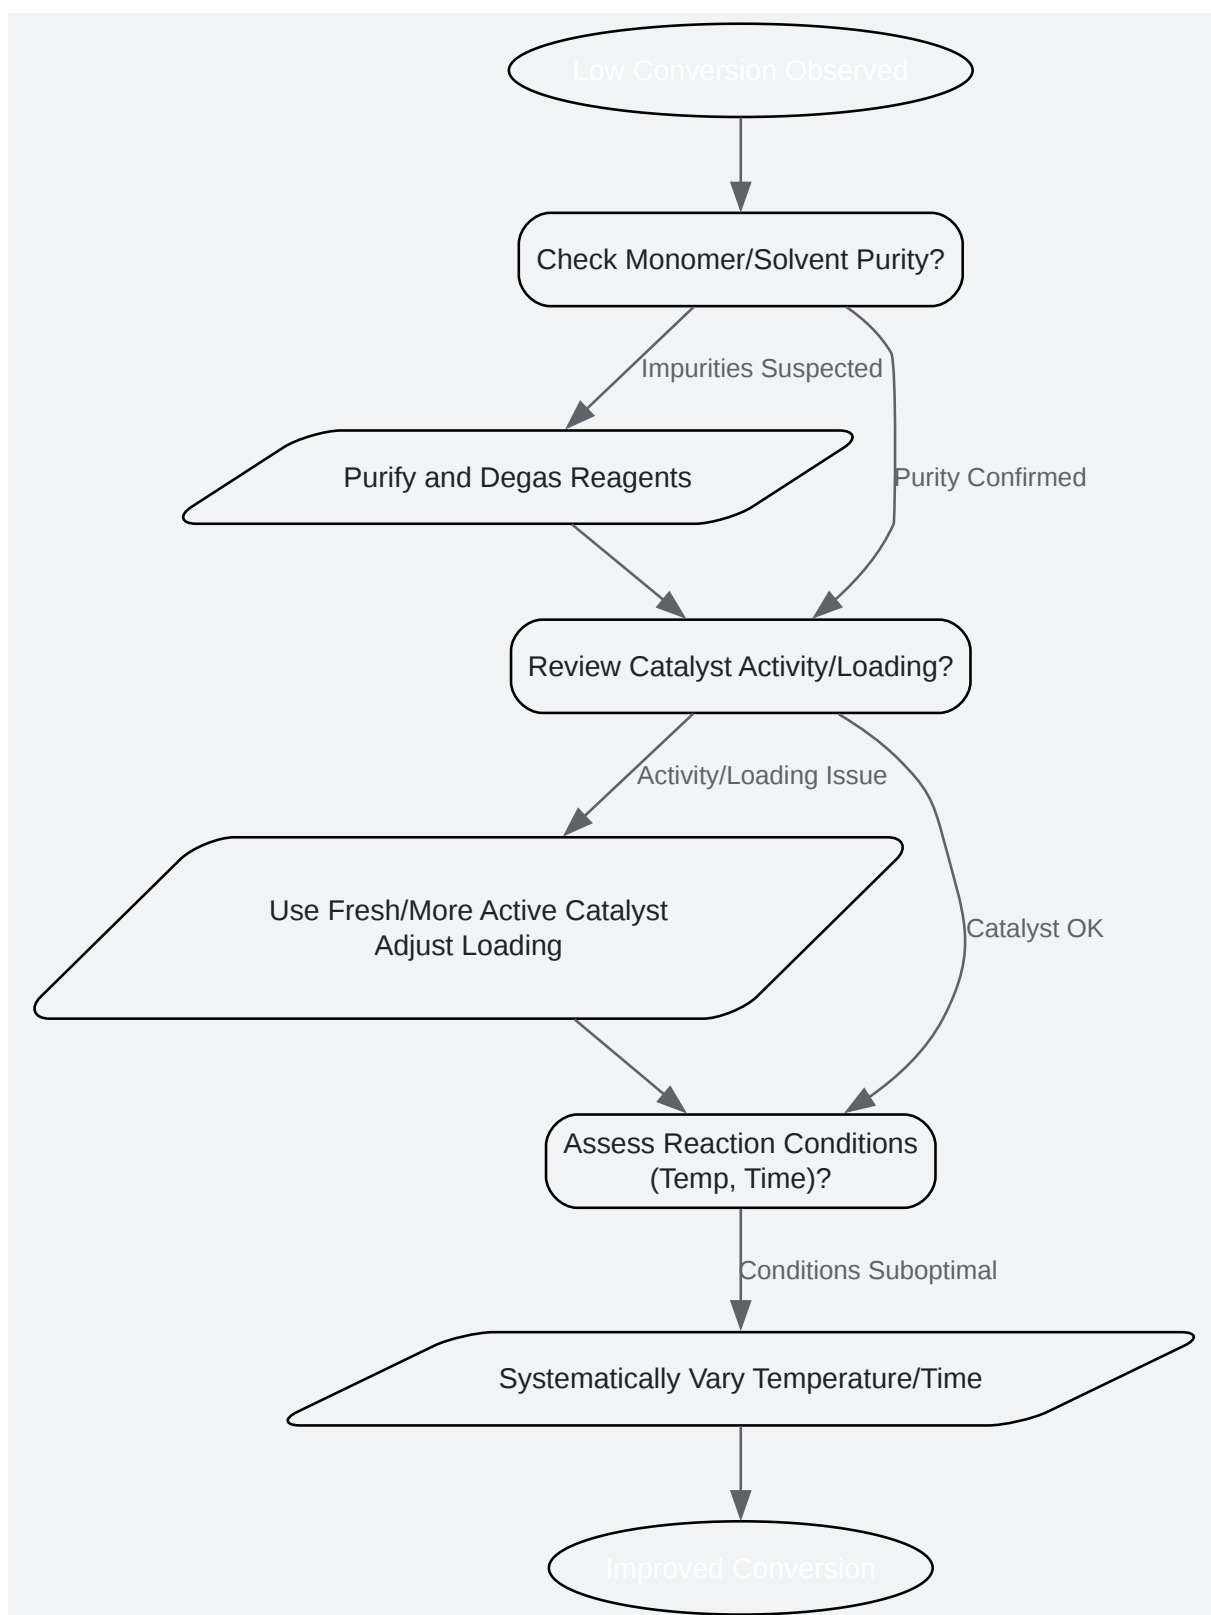 Low Conversion Observed
Check Monomer/Solvent Purity?
Impurities Suspected
Purify and Degas Reagents
Purity Confirmed
Review Catalyst Activity/Loading?
Activity/Loading Issue
Use Fresh/More Active Catalyst
Adjust Loading
Catalyst OK
Assess Reaction Conditions
(Temp, Time)?
Conditions Suboptimal
Systematically Vary Temperature/Time
Improved Conversion